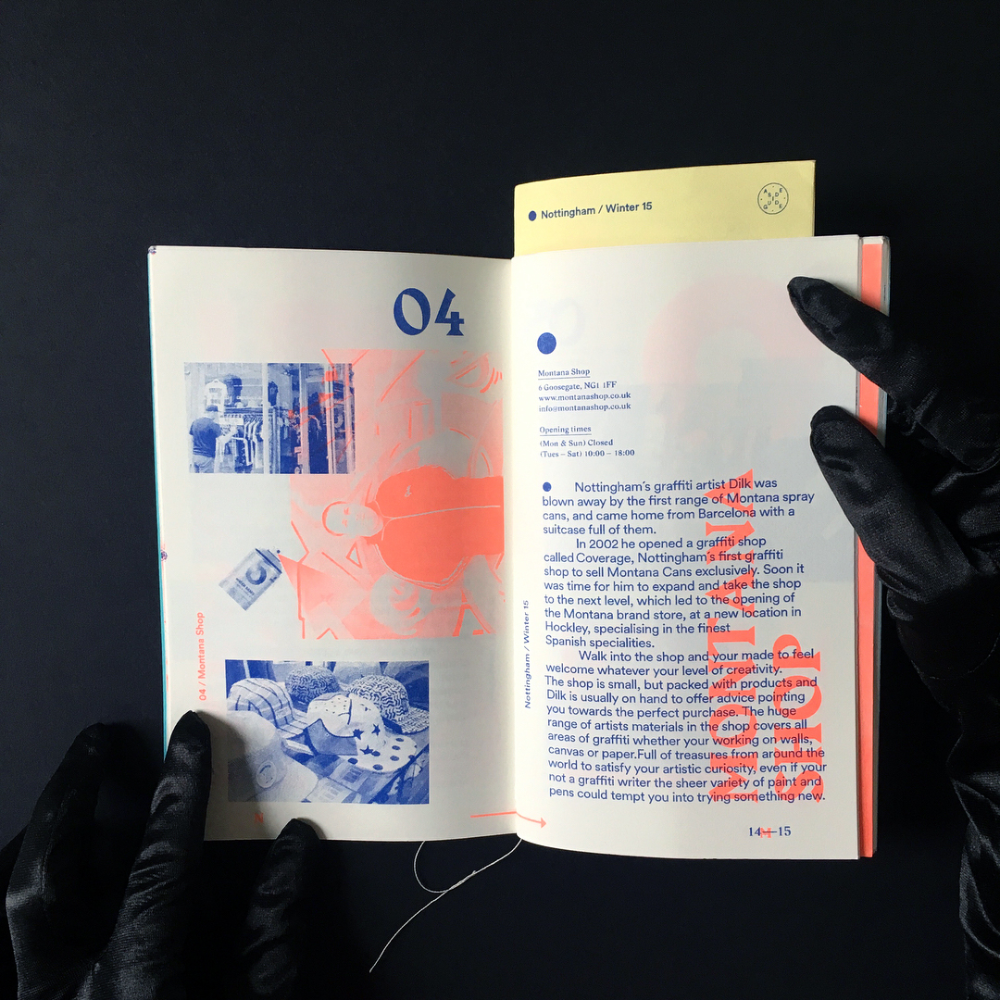 Nottingham / Winter 15
ASIDE
GUIDE
04
04 / Montana Shop
Nottingham / Winter 15
Montana Shop
6 Goosegate, NG1 1FF
www.montanashop.co.uk
info@montanashop.co.uk
Opening times
(Mon & Sun) Closed
(Tues – Sat) 10:00 – 18:00
Nottingham's graffiti artist Dilk was
blown away by the first range of Montana spray
cans, and came home from Barcelona with a
suitcase full of them.
In 2002 he opened a graffiti shop
called Coverage, Nottingham's first graffiti
shop to sell Montana Cans exclusively. Soon it
was time for him to expand and take the shop
to the next level, which led to the opening of
the Montana brand store, at a new location in
Hockley, specialising in the finest
Spanish specialities.
Walk into the shop and your made to feel
welcome whatever your level of creativity.
The shop is small, but packed with products and
Dilk is usually on hand to offer advice pointing
you towards the perfect purchase. The huge
range of artists materials in the shop covers all
areas of graffiti whether your working on walls,
canvas or paper.Full of treasures from around the
world to satisfy your artistic curiosity, even if your
not a graffiti writer the sheer variety of paint and
pens could tempt you into trying something new.
MONTANA
SHOP
14—15